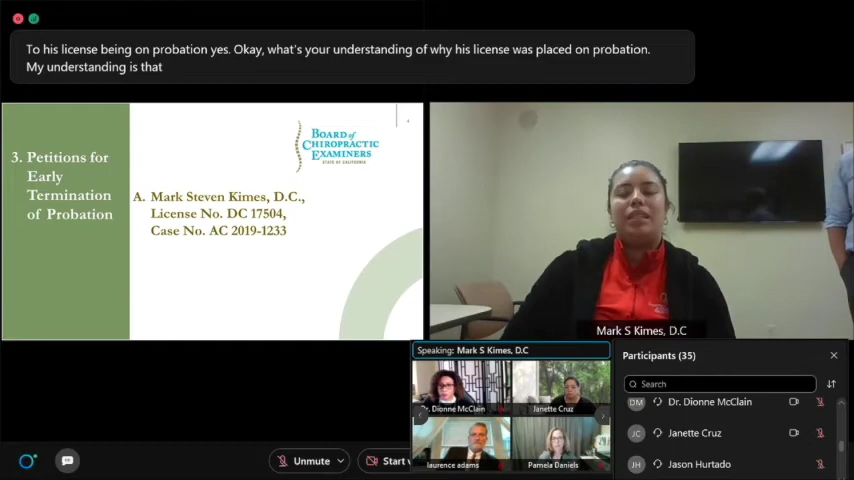 To his license being on probation yes. Okay, what's your understanding of why his license was placed on probation.
My understanding is that
3. Petitions for
Early
Termination
of Probation
BOARD of
CHIROPRACTIC
EXAMINERS
STATE OF CALIFORNIA
A. Mark Steven Kimes, D.C.,
License No. DC 17504,
Case No. AC 2019-1233
Mark S Kimes, D.C
Speaking: Mark S Kimes, D.C
Dr. Dionne McClain
Janette Cruz
laurence adams
Pamela Daniels
Participants (35)
Search
DM Dr. Dionne McClain
JC Janette Cruz
JH Jason Hurtado
Unmute
Start